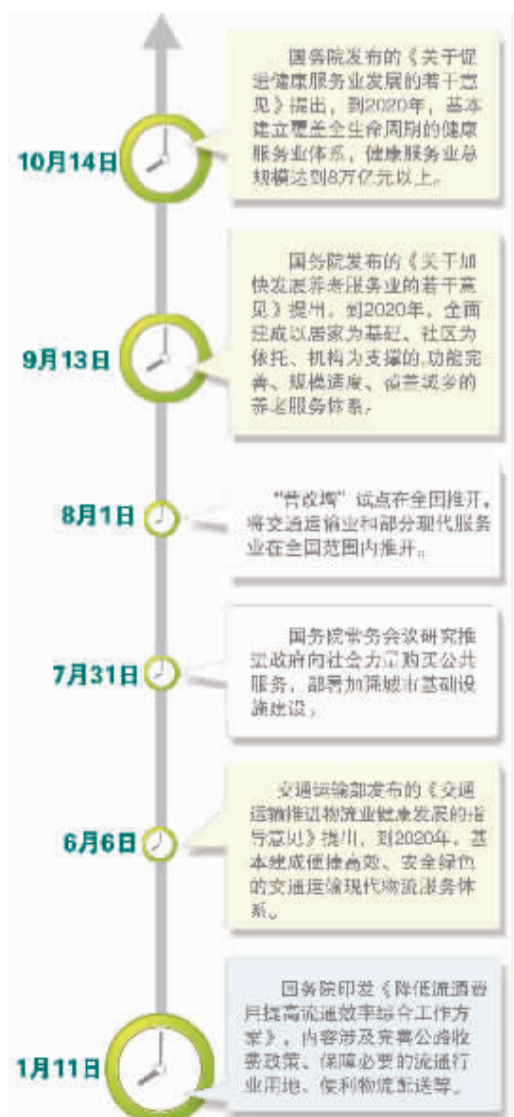 10月14日
国务院发布的《关于促
进健康服务业发展的若干意
见》提出，到2020年，基本
建立覆盖全生命周期的健康
服务业体系，健康服务业总
规模达到8万亿元以上。
9月13日
国务院发布的《关于加
快发展养老服务业的若干意
见》提出，到2020年，全面
建成以居家为基础、社区为
依托、机构为支撑的，功能完
善、规模适度、覆盖城乡的
养老服务体系。
8月1日
“营改增”试点在全国推开，
将交通运输业和部分现代服务
业在全国范围内推开。
7月31日
国务院常务会议研究推
进政府向社会力量购买公共
服务，部署加强城市基础设
施建设。
6月6日
交通运输部发布的《交通
运输推进物流业健康发展的指
导意见》提出，到2020年，基
本建成便捷高效、安全绿色
的交通运输现代物流服务体
系。
1月11日
国务院印发《降低流通费
用提高流通效率综合工作方
案》，内容涉及完善公路收
费政策、保障必要的流通行
业用地、便利物流配送等。